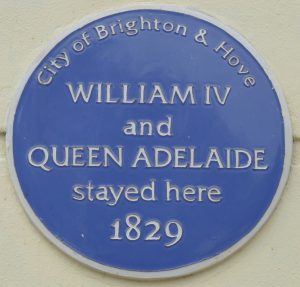 City of Brighton & Hove
WILLIAM IV
and
QUEEN ADELAIDE
stayed here
1829